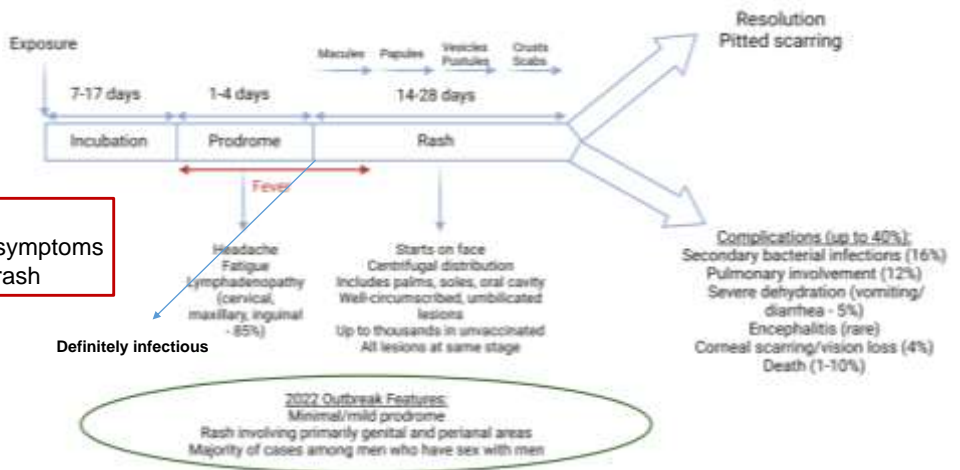 Resolution
Pitted scarring
Exposure
Macules
Papules
Vesicles
Pustules
Crusts
Scabs
7-17 days
1-4 days
14-28 days
Incubation
Prodrome
Rash
Fever
symptoms
rash
Headache
Fatigue
Lymphadenopathy
(cervical,
maxillary, inguinal
- 85%)
Definitely infectious
Starts on face
Centrifugal distribution
Includes palms, soles, oral cavity
Well-circumscribed, umbilicated
lesions
Up to thousands in unvaccinated
All lesions at same stage
Complications (up to 40%):
Secondary bacterial infections (16%)
Pulmonary involvement (12%)
Severe dehydration (vomiting/
diarrhea - 5%)
Encephalitis (rare)
Corneal scarring/vision loss (4%)
Death (1-10%)
2022 Outbreak Features:
Minimal/mild prodrome
Rash involving primarily genital and perianal areas
Majority of cases among men who have sex with men